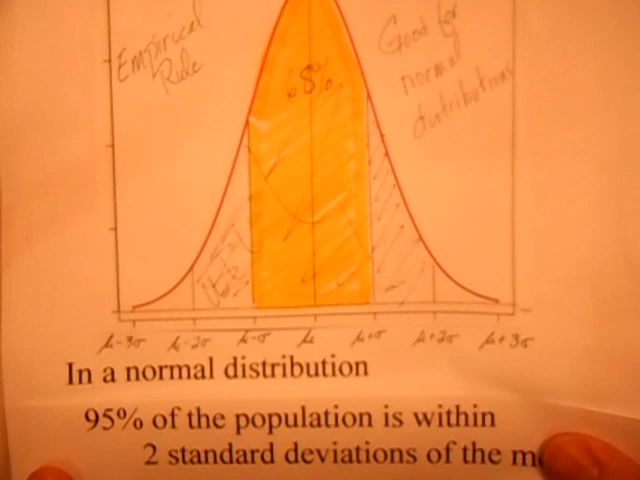 Empirical
Rule
Good for
normal
distributions
68%
μ-3σ μ-2σ μ-σ μ μ+σ μ+2σ μ+3σ
In a normal distribution
95% of the population is within
2 standard deviations of the m